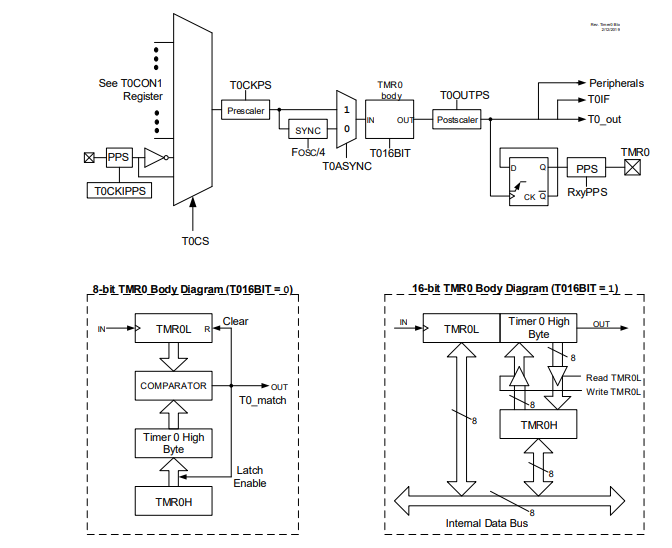 Rev. Timer0 Blo
2/12/2019
See T0CON1
Register
T0CKPS
Prescaler
SYNC
FOSC/4
1
0
T0ASYNC
TMR0
body
IN
OUT
T016BIT
T0OUTPS
Postscaler
Peripherals
T0IF
T0_out
PPS
T0CKIPPS
T0CS
D
Q
CK
Q
PPS
RxyPPS
TMR0
8-bit TMR0 Body Diagram (T016BIT = 0)
IN
TMR0L
R
Clear
COMPARATOR
OUT
T0_match
Timer 0 High
Byte
Latch
Enable
TMR0H
16-bit TMR0 Body Diagram (T016BIT = 1)
IN
TMR0L
Timer 0 High
Byte
OUT
8
Read TMR0L
Write TMR0L
8
8
TMR0H
8
8
Internal Data Bus